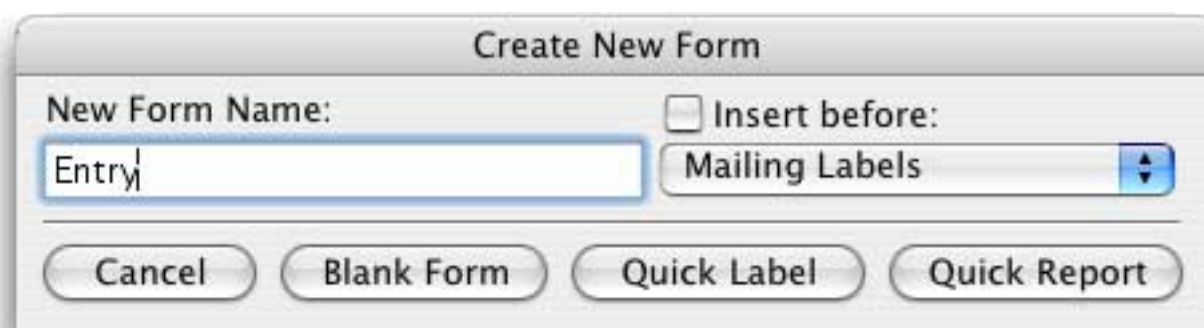 Create New Form
New Form Name:
Insert before:
Entry
Mailing Labels
Cancel
Blank Form
Quick Label
Quick Report